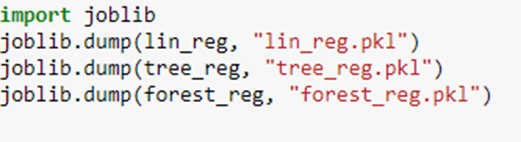 import joblib
joblib.dump(lin_reg, "lin_reg.pkl")
joblib.dump(tree_reg, "tree_reg.pkl")
joblib.dump(forest_reg, "forest_reg.pkl")